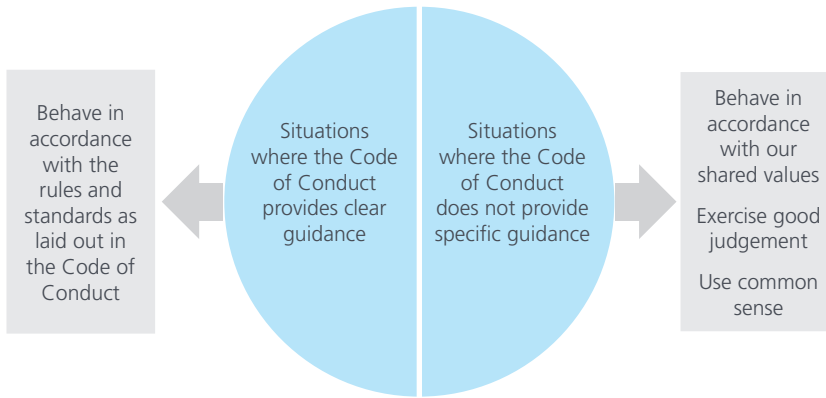 Behave in
accordance
with the
rules and
standards as
laid out in
the Code of
Conduct
Situations
where the Code
of Conduct
provides clear
guidance
Situations
where the Code
of Conduct
does not provide
specific guidance
Behave in
accordance
with our
shared values
Exercise good
judgement
Use common
sense